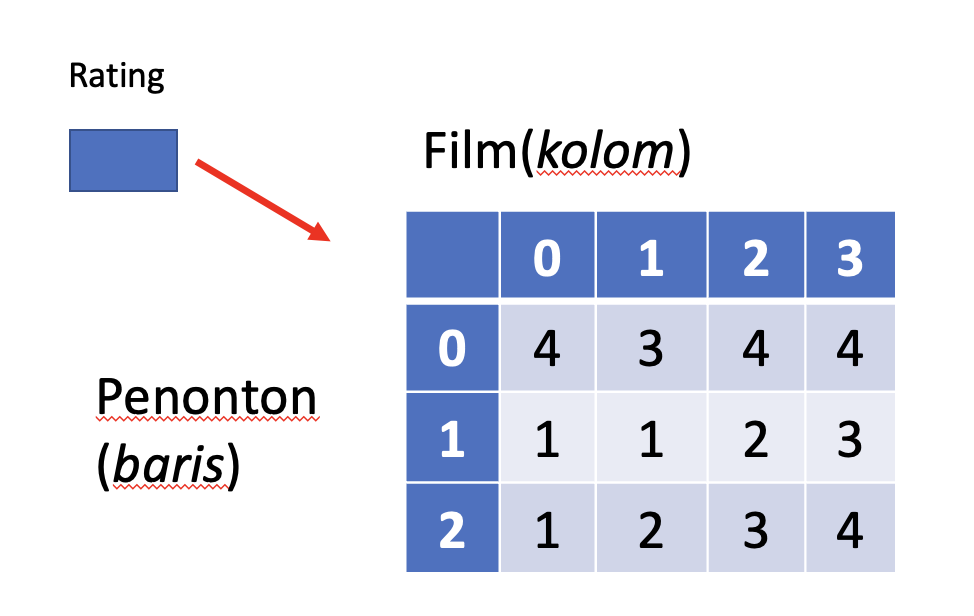 Rating
Film(kolom)
0 1 2 3
0 4 3 4 4
Penonton
(baris)
1 1 1 2 3
2 1 2 3 4